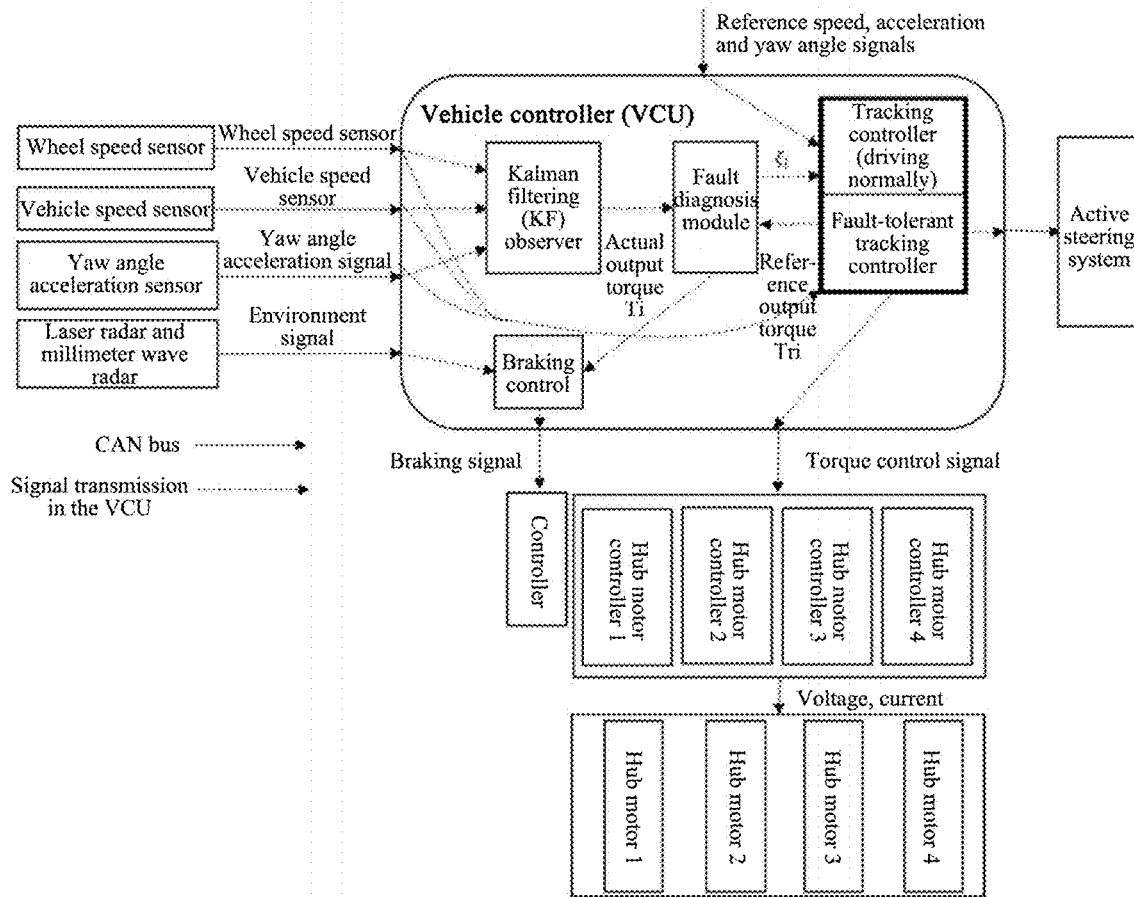 Reference speed, acceleration
and yaw angle signals
Vehicle controller (VCU)
Wheel speed sensor
Vehicle speed sensor
Yaw angle
acceleration sensor
Laser radar and
millimeter wave
radar
Wheel speed sensor
Vehicle speed
sensor
Yaw angle
acceleration signal
Environment
signal
Kalman
filtering
(KF)
observer
Actual
output
torque
Ti
Fault
diagnosis
module
ξi
Tracking
controller
(driving
normally)
Fault-tolerant
tracking
controller
Refer-
ence
output
torque
Tri
Active
steering
system
Braking
control
CAN bus
Signal transmission
in the VCU
Braking signal
Torque control signal
Controller
Hub motor
controller 1
Hub motor
controller 2
Hub motor
controller 3
Hub motor
controller 4
Voltage, current
Hub motor 1
Hub motor 2
Hub motor 3
Hub motor 4